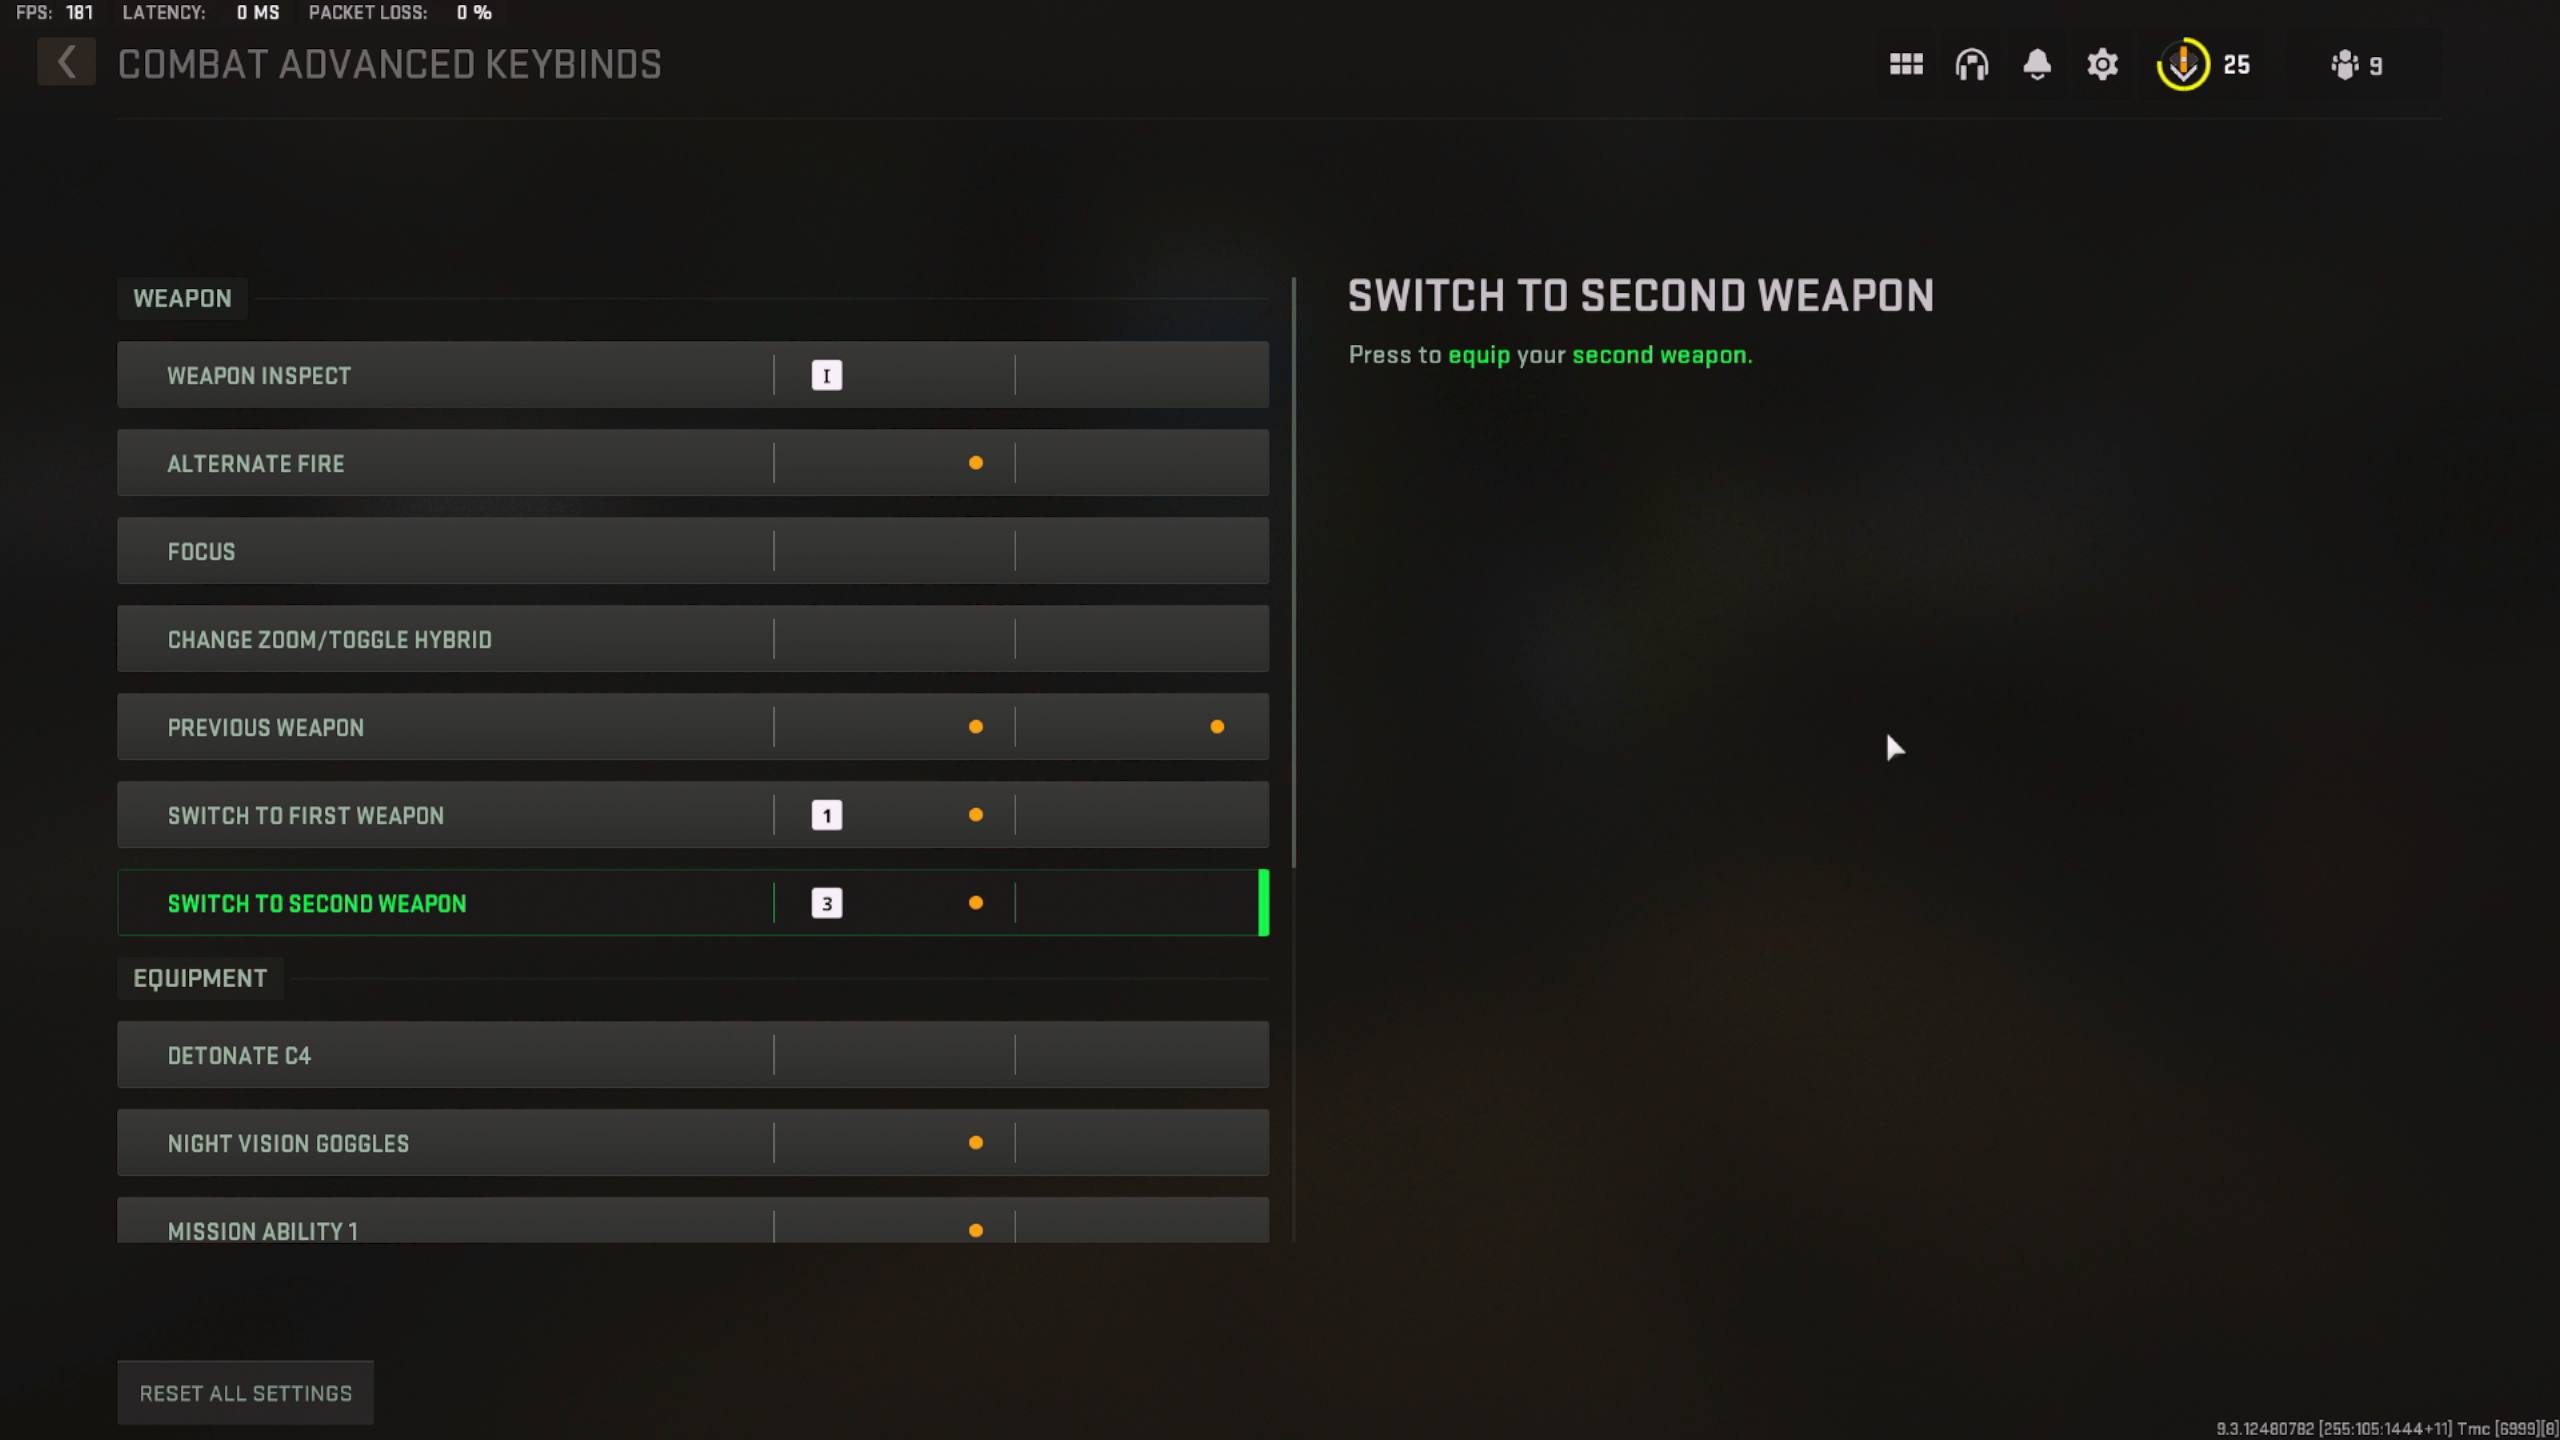 FPS: 181 LATENCY: 0 MS PACKET LOSS: 0 %
COMBAT ADVANCED KEYBINDS
25
9
WEAPON
WEAPON INSPECT I
ALTERNATE FIRE
FOCUS
CHANGE ZOOM/TOGGLE HYBRID
PREVIOUS WEAPON
SWITCH TO FIRST WEAPON 1
SWITCH TO SECOND WEAPON 3
EQUIPMENT
DETONATE C4
NIGHT VISION GOGGLES
MISSION ABILITY 1
SWITCH TO SECOND WEAPON
Press to equip your second weapon.
RESET ALL SETTINGS
9.3.12480782 [255:105:1444+11] Tmc [6999][8]